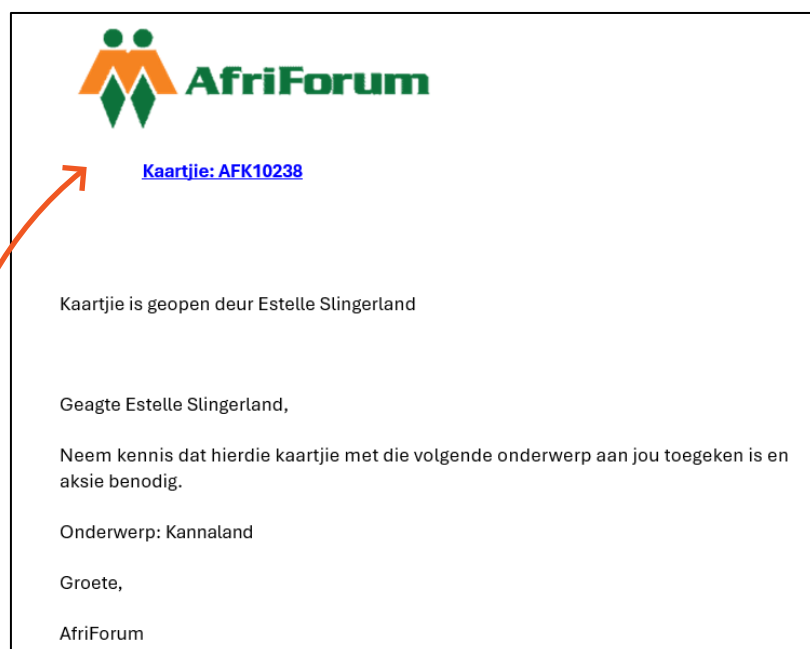 AfriForum
Kaartjie: AFK10238
Kaartjie is geopen deur Estelle Slingerland
Geagte Estelle Slingerland,
Neem kennis dat hierdie kaartjie met die volgende onderwerp aan jou toegeken is en
aksie benodig.
Onderwerp: Kannaland
Groete,
AfriForum